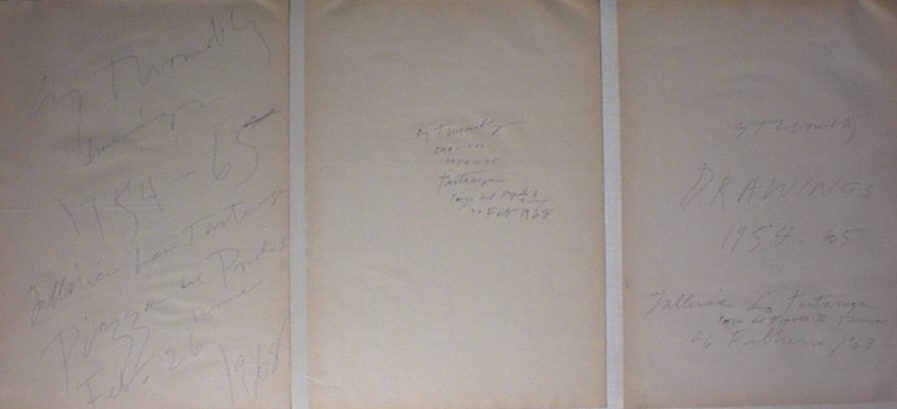 Cy Twombly
drawings
1954 - 65
Galleria La Tartaruga
Piazza del Popolo
Roma
Feb. 26
1968
Cy Twombly
Tartaruga
Feb 1968
Cy Twombly
DRAWINGS
1954 - 65
Galleria La Tartaruga
26 Febbraio 1968